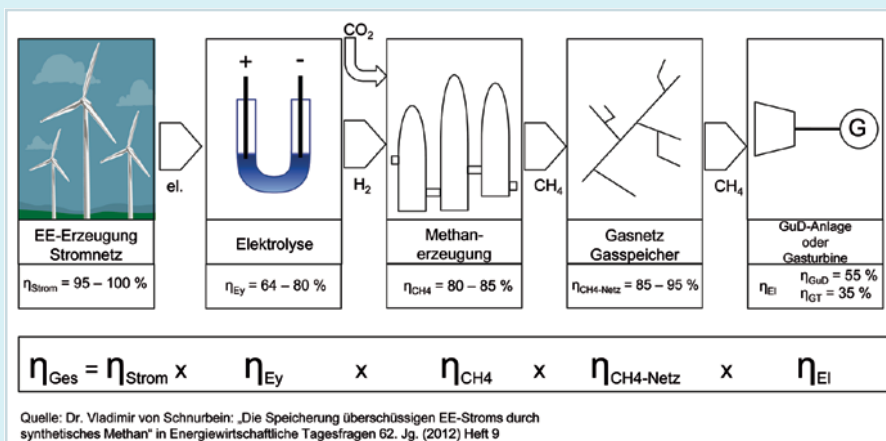 CO₂
+ -
G
el.
H₂
CH₄
CH₄
EE-Erzeugung
Stromnetz
ηStrom = 95 – 100 %
Elektrolyse
ηEy = 64 – 80 %
Methan-
erzeugung
ηCH4 = 80 – 85 %
Gasnetz
Gasspeicher
ηCH4-Netz = 85 – 95 %
GuD-Anlage
oder
Gasturbine
ηEl
ηGuD = 55 %
ηGT = 35 %
ηGes = ηStrom x ηEy x ηCH4 x ηCH4-Netz x ηEl
Quelle: Dr. Vladimir von Schnurbein: „Die Speicherung überschüssigen EE-Stroms durch
synthetisches Methan“ in Energiewirtschaftliche Tagesfragen 62. Jg. (2012) Heft 9